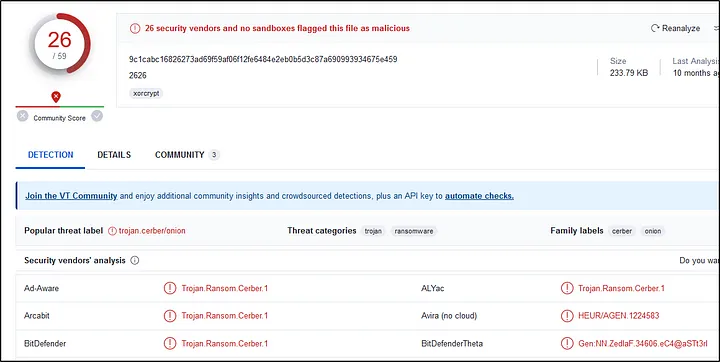 26
/ 59
Community Score
26 security vendors and no sandboxes flagged this file as malicious
Reanalyze
9c1cabc16826273ad69f59af06f12fe6484e2eb0b5d3c87a690993934675e459
2626
xorcrypt
Size
233.79 KB
Last Analysis
10 months
DETECTION DETAILS COMMUNITY 3
Join the VT Community and enjoy additional community insights and crowdsourced detections, plus an API key to automate checks.
Popular threat label trojan.cerber/onion Threat categories trojan ransomware Family labels cerber onion
Security vendors' analysis Do you wan
Ad-Aware Trojan.Ransom.Cerber.1 ALYac Trojan.Ransom.Cerber.1
Arcabit Trojan.Ransom.Cerber.1 Avira (no cloud) HEUR/AGEN.1224583
BitDefender Trojan.Ransom.Cerber.1 BitDefenderTheta Gen:NN.ZedlaF.34606.eC4@aSTt3rl